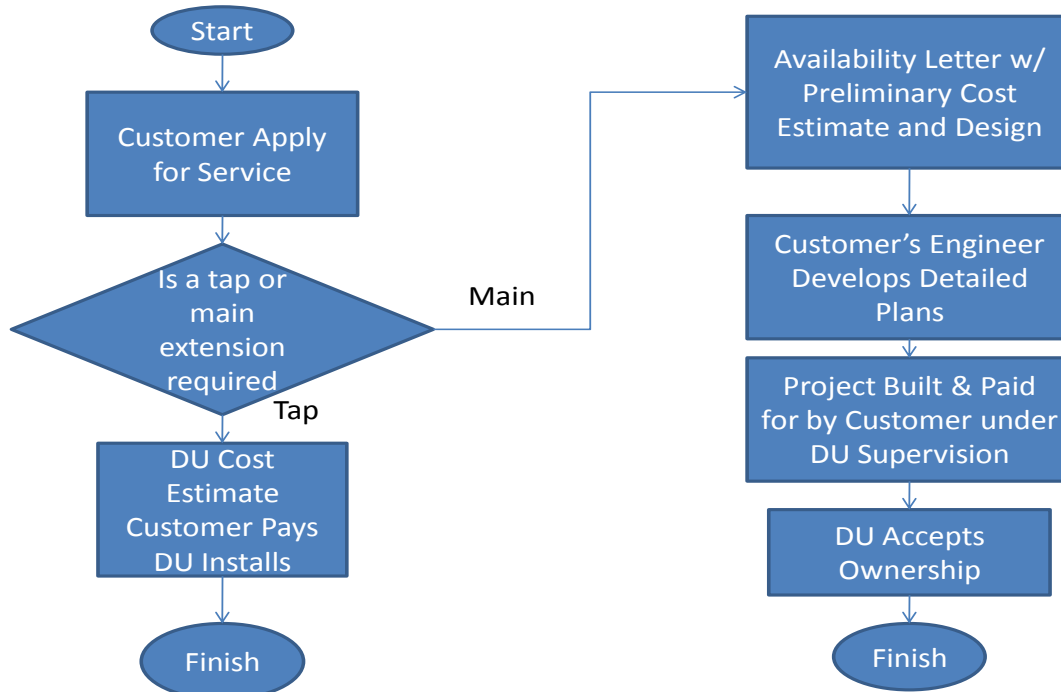 Start
Customer Apply
for Service
Is a tap or
main
extension
required
Main
Tap
DU Cost
Estimate
Customer Pays
DU Installs
Finish
Availability Letter w/
Preliminary Cost
Estimate and Design
Customer’s Engineer
Develops Detailed
Plans
Project Built & Paid
for by Customer under
DU Supervision
DU Accepts
Ownership
Finish